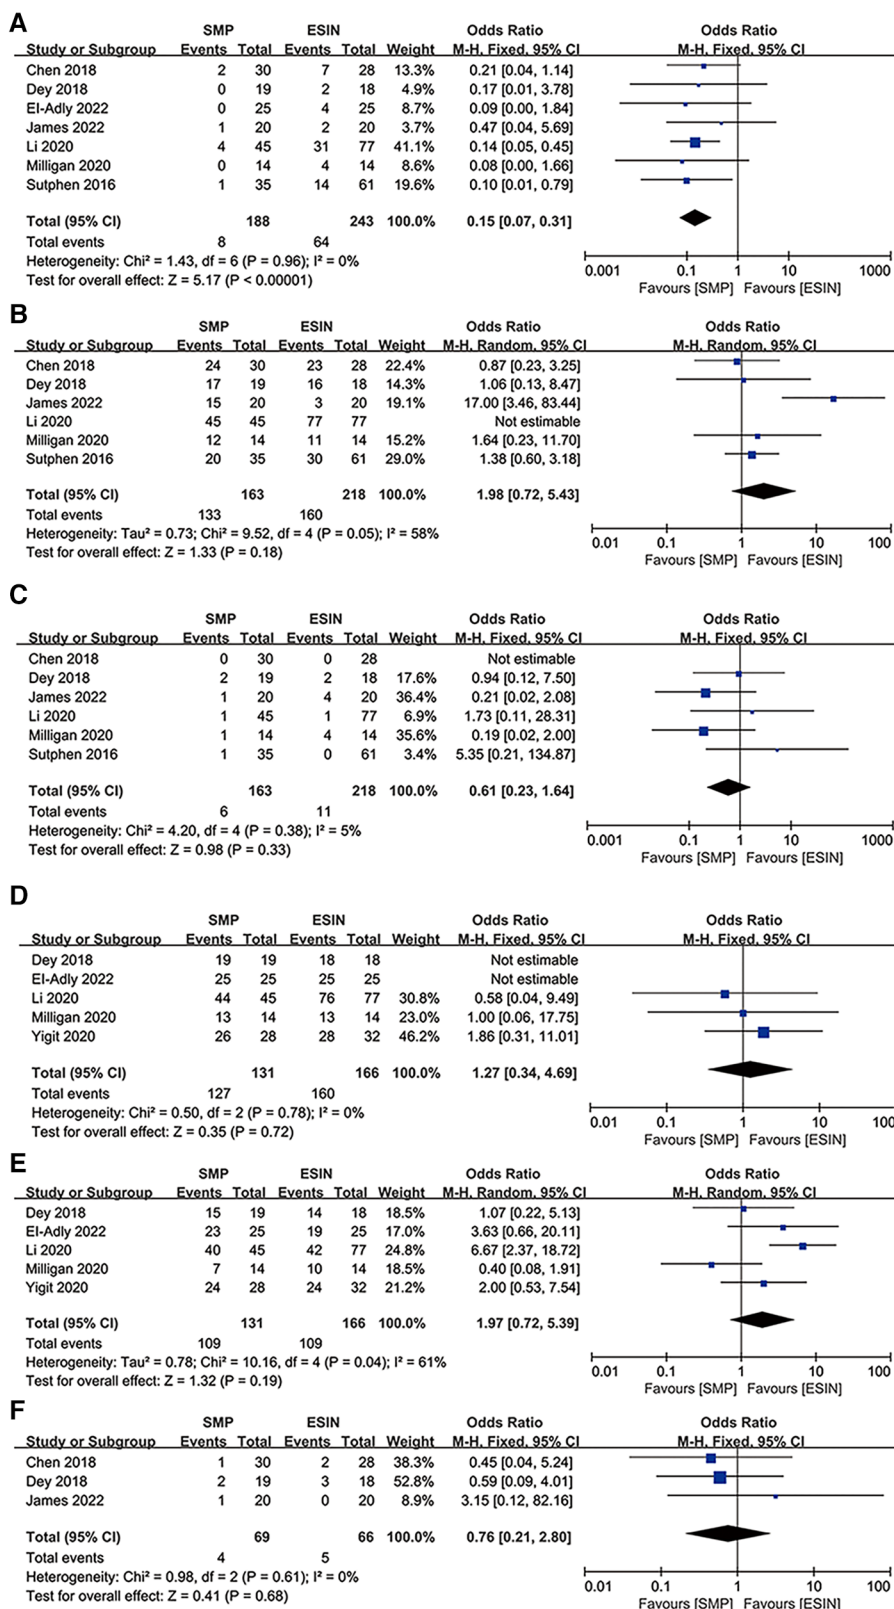 A
SMP ESIN Odds Ratio Odds Ratio
Study or Subgroup Events Total Events Total Weight M-H, Fixed, 95% CI M-H, Fixed, 95% CI
Chen 2018 2 30 7 28 13.3% 0.21 [0.04, 1.14]
Dey 2018 0 19 2 18 4.9% 0.17 [0.01, 3.78]
EI-Adly 2022 0 25 4 25 8.7% 0.09 [0.00, 1.84]
James 2022 1 20 2 20 3.7% 0.47 [0.04, 5.69]
Li 2020 4 45 31 77 41.1% 0.14 [0.05, 0.45]
Milligan 2020 0 14 4 14 8.6% 0.08 [0.00, 1.66]
Sutphen 2016 1 35 14 61 19.6% 0.10 [0.01, 0.79]
Total (95% CI) 188 243 100.0% 0.15 [0.07, 0.31]
Total events 8 64
Heterogeneity: Chi² = 1.43, df = 6 (P = 0.96); I² = 0%
Test for overall effect: Z = 5.17 (P < 0.00001)
0.001 0.1 1 10 1000
Favours [SMP] Favours [ESIN]
B
SMP ESIN Odds Ratio Odds Ratio
Study or Subgroup Events Total Events Total Weight M-H, Random, 95% CI M-H, Random, 95% CI
Chen 2018 24 30 23 28 22.4% 0.87 [0.23, 3.25]
Dey 2018 17 19 16 18 14.3% 1.06 [0.13, 8.47]
James 2022 15 20 3 20 19.1% 17.00 [3.46, 83.44]
Li 2020 45 45 77 77 Not estimable
Milligan 2020 12 14 11 14 15.2% 1.64 [0.23, 11.70]
Sutphen 2016 20 35 30 61 29.0% 1.38 [0.60, 3.18]
Total (95% CI) 163 218 100.0% 1.98 [0.72, 5.43]
Total events 133 160
Heterogeneity: Tau² = 0.73; Chi² = 9.52, df = 4 (P = 0.05); I² = 58%
Test for overall effect: Z = 1.33 (P = 0.18)
0.01 0.1 1 10 100
Favours [SMP] Favours [ESIN]
C
SMP ESIN Odds Ratio Odds Ratio
Study or Subgroup Events Total Events Total Weight M-H, Fixed, 95% CI M-H, Fixed, 95% CI
Chen 2018 0 30 0 28 Not estimable
Dey 2018 2 19 2 18 17.6% 0.94 [0.12, 7.50]
James 2022 1 20 4 20 36.4% 0.21 [0.02, 2.08]
Li 2020 1 45 1 77 6.9% 1.73 [0.11, 28.31]
Milligan 2020 1 14 4 14 35.6% 0.19 [0.02, 2.00]
Sutphen 2016 1 35 0 61 3.4% 5.35 [0.21, 134.87]
Total (95% CI) 163 218 100.0% 0.61 [0.23, 1.64]
Total events 6 11
Heterogeneity: Chi² = 4.20, df = 4 (P = 0.38); I² = 5%
Test for overall effect: Z = 0.98 (P = 0.33)
0.001 0.1 1 10 1000
Favours [SMP] Favours [ESIN]
D
SMP ESIN Odds Ratio Odds Ratio
Study or Subgroup Events Total Events Total Weight M-H, Fixed, 95% CI M-H, Fixed, 95% CI
Dey 2018 19 19 18 18 Not estimable
EI-Adly 2022 25 25 25 25 Not estimable
Li 2020 44 45 76 77 30.8% 0.58 [0.04, 9.49]
Milligan 2020 13 14 13 14 23.0% 1.00 [0.06, 17.75]
Yigit 2020 26 28 28 32 46.2% 1.86 [0.31, 11.01]
Total (95% CI) 131 166 100.0% 1.27 [0.34, 4.69]
Total events 127 160
Heterogeneity: Chi² = 0.50, df = 2 (P = 0.78); I² = 0%
Test for overall effect: Z = 0.35 (P = 0.72)
0.01 0.1 1 10 100
Favours [SMP] Favours [ESIN]
E
SMP ESIN Odds Ratio Odds Ratio
Study or Subgroup Events Total Events Total Weight M-H, Random, 95% CI M-H, Random, 95% CI
Dey 2018 15 19 14 18 18.5% 1.07 [0.22, 5.13]
EI-Adly 2022 23 25 19 25 17.0% 3.63 [0.66, 20.11]
Li 2020 40 45 42 77 24.8% 6.67 [2.37, 18.72]
Milligan 2020 7 14 10 14 18.5% 0.40 [0.08, 1.91]
Yigit 2020 24 28 24 32 21.2% 2.00 [0.53, 7.54]
Total (95% CI) 131 166 100.0% 1.97 [0.72, 5.39]
Total events 109 109
Heterogeneity: Tau² = 0.78; Chi² = 10.16, df = 4 (P = 0.04); I² = 61%
Test for overall effect: Z = 1.32 (P = 0.19)
0.01 0.1 1 10 100
Favours [SMP] Favours [ESIN]
F
SMP ESIN Odds Ratio Odds Ratio
Study or Subgroup Events Total Events Total Weight M-H, Fixed, 95% CI M-H, Fixed, 95% CI
Chen 2018 1 30 2 28 38.3% 0.45 [0.04, 5.24]
Dey 2018 2 19 3 18 52.8% 0.59 [0.09, 4.01]
James 2022 1 20 0 20 8.9% 3.15 [0.12, 82.16]
Total (95% CI) 69 66 100.0% 0.76 [0.21, 2.80]
Total events 4 5
Heterogeneity: Chi² = 0.98, df = 2 (P = 0.61); I² = 0%
Test for overall effect: Z = 0.41 (P = 0.68)
0.01 0.1 1 10 100
Favours [SMP] Favours [ESIN]